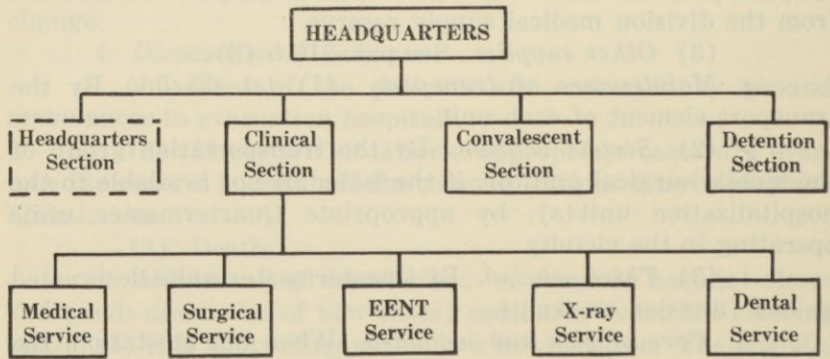 HEADQUARTERS
Headquarters Section
Clinical Section
Convalescent Section
Detention Section
Medical Service
Surgical Service
EENT Service
X-ray Service
Dental Service